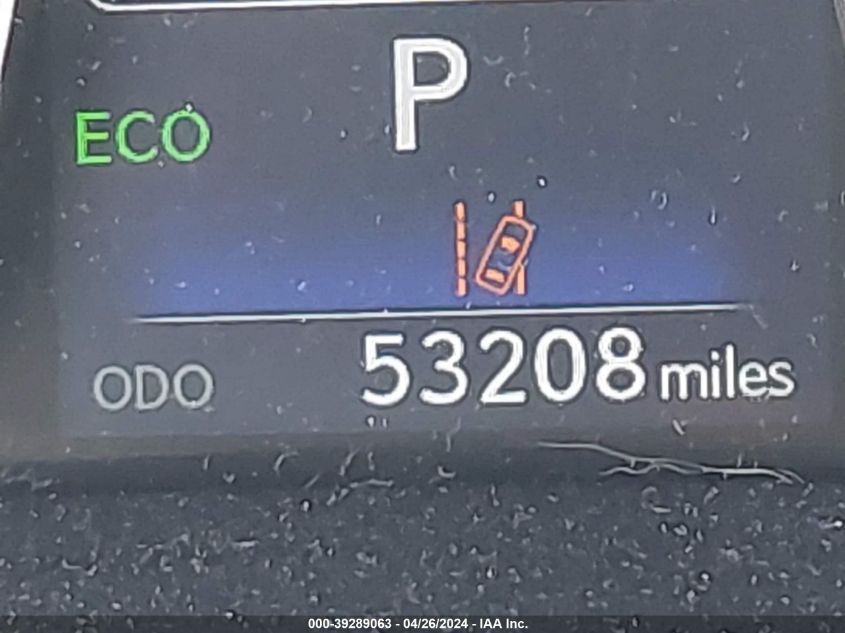 P
ECO
ODO 53208 miles
000-39289063 - 04/26/2024 - IAA Inc.